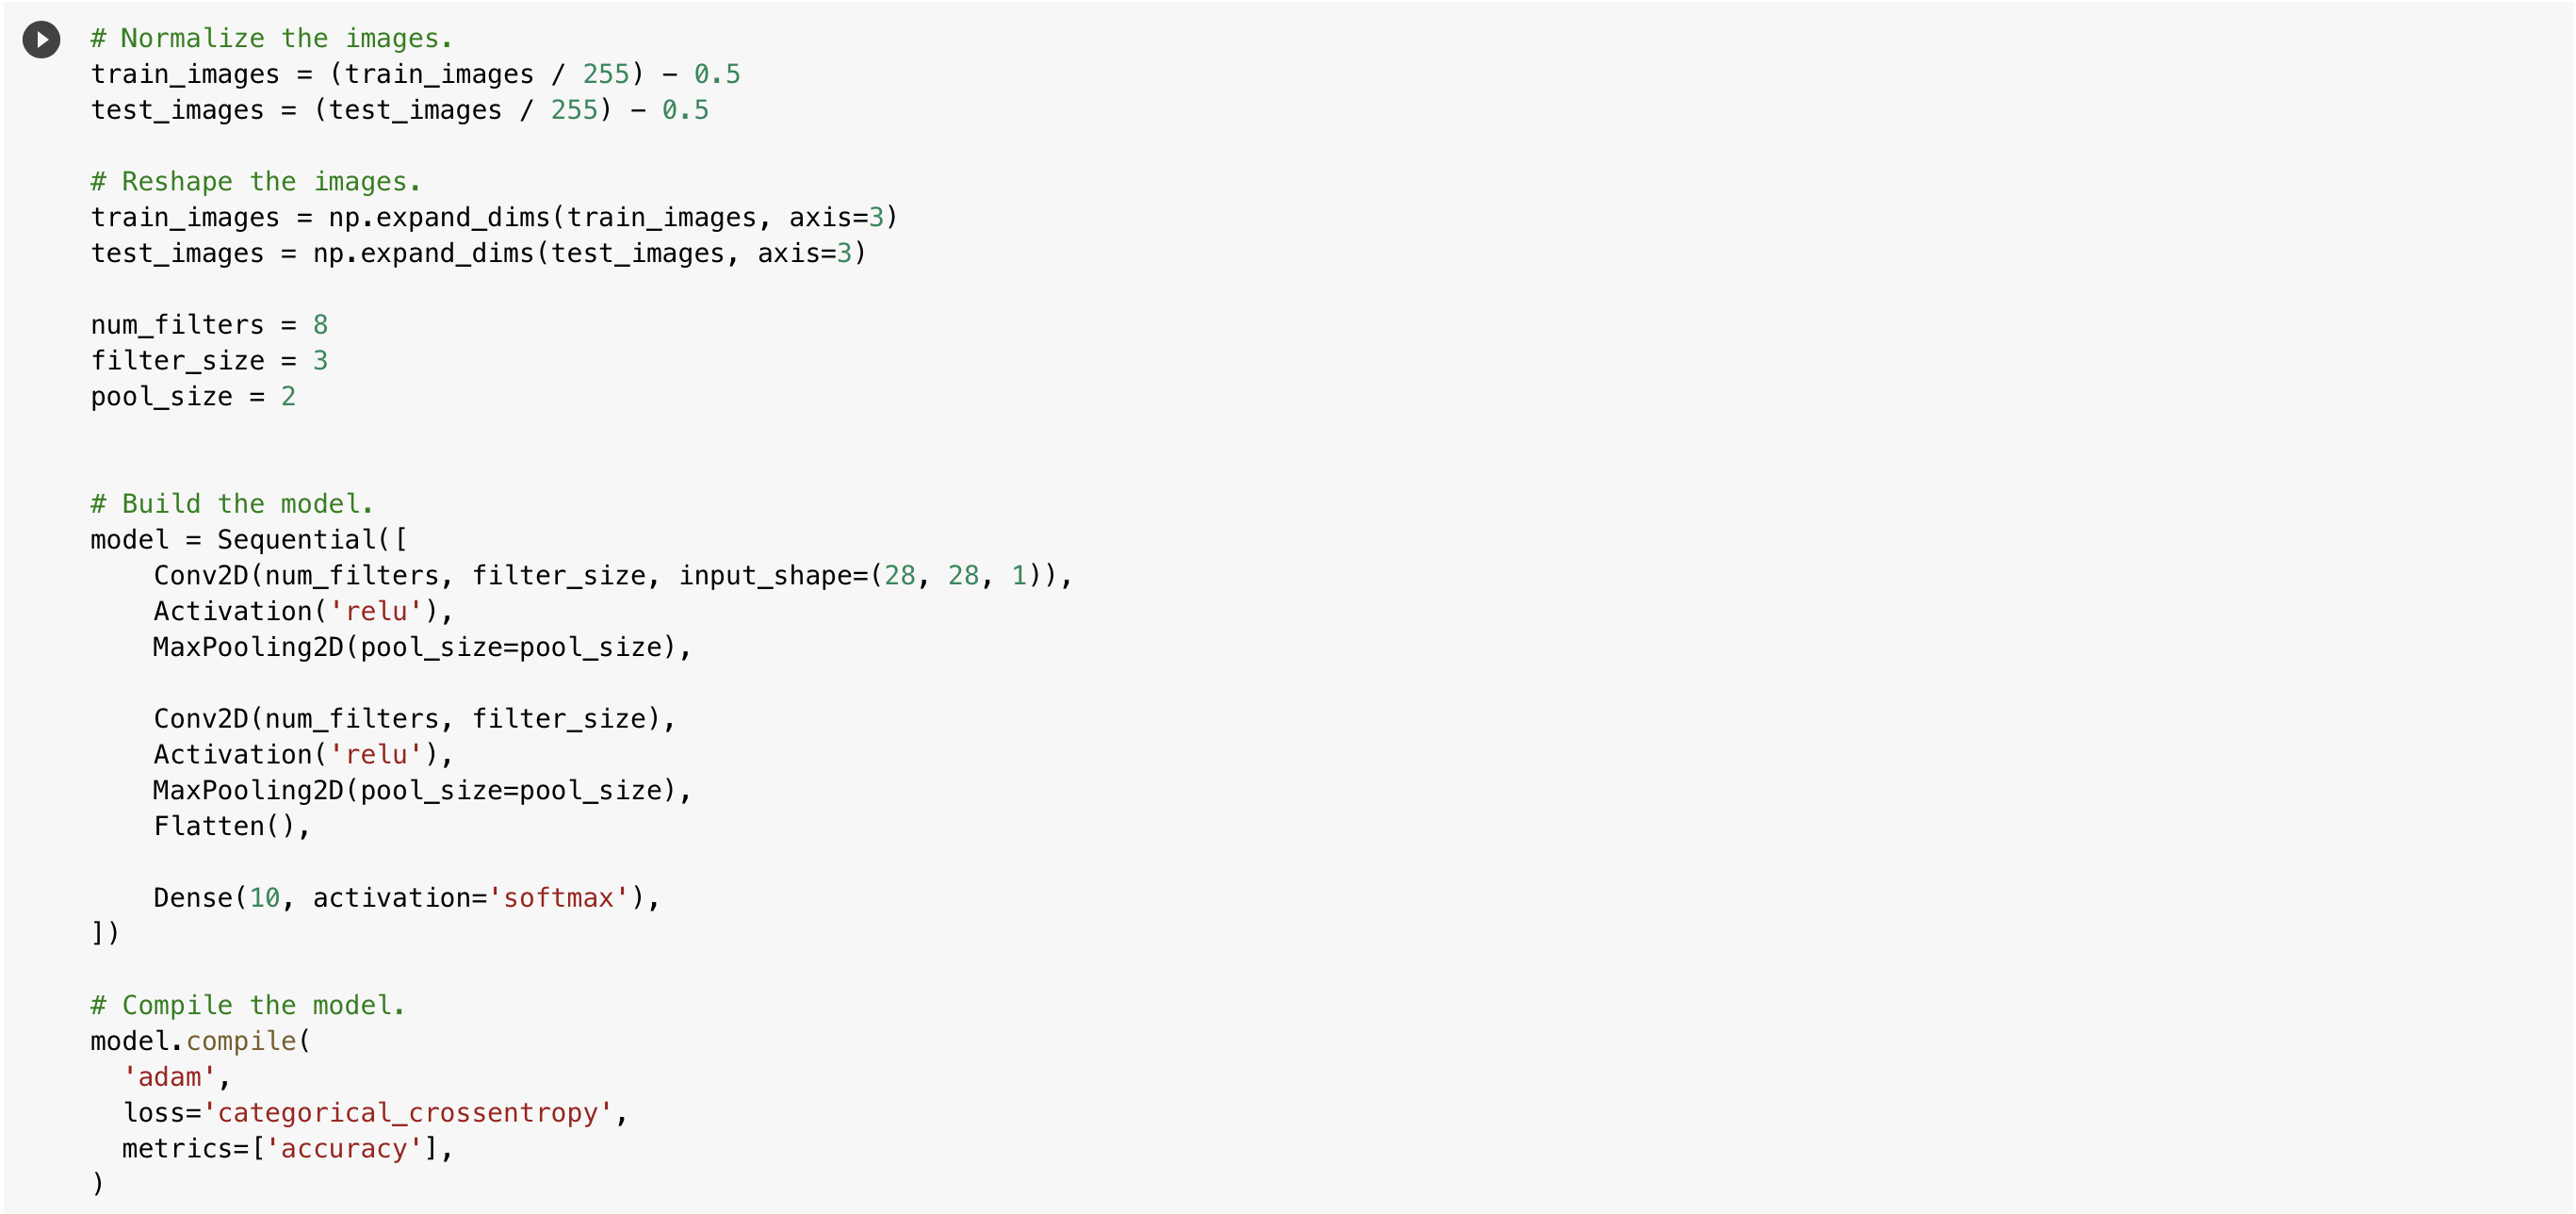 # Normalize the images.
train_images = (train_images / 255) - 0.5
test_images = (test_images / 255) - 0.5
# Reshape the images.
train_images = np.expand_dims(train_images, axis=3)
test_images = np.expand_dims(test_images, axis=3)
num_filters = 8
filter_size = 3
pool_size = 2
# Build the model.
model = Sequential([
    Conv2D(num_filters, filter_size, input_shape=(28, 28, 1)),
    Activation('relu'),
    MaxPooling2D(pool_size=pool_size),
    Conv2D(num_filters, filter_size),
    Activation('relu'),
    MaxPooling2D(pool_size=pool_size),
    Flatten(),
    Dense(10, activation='softmax'),
])
# Compile the model.
model.compile(
  'adam',
  loss='categorical_crossentropy',
  metrics=['accuracy'],
)